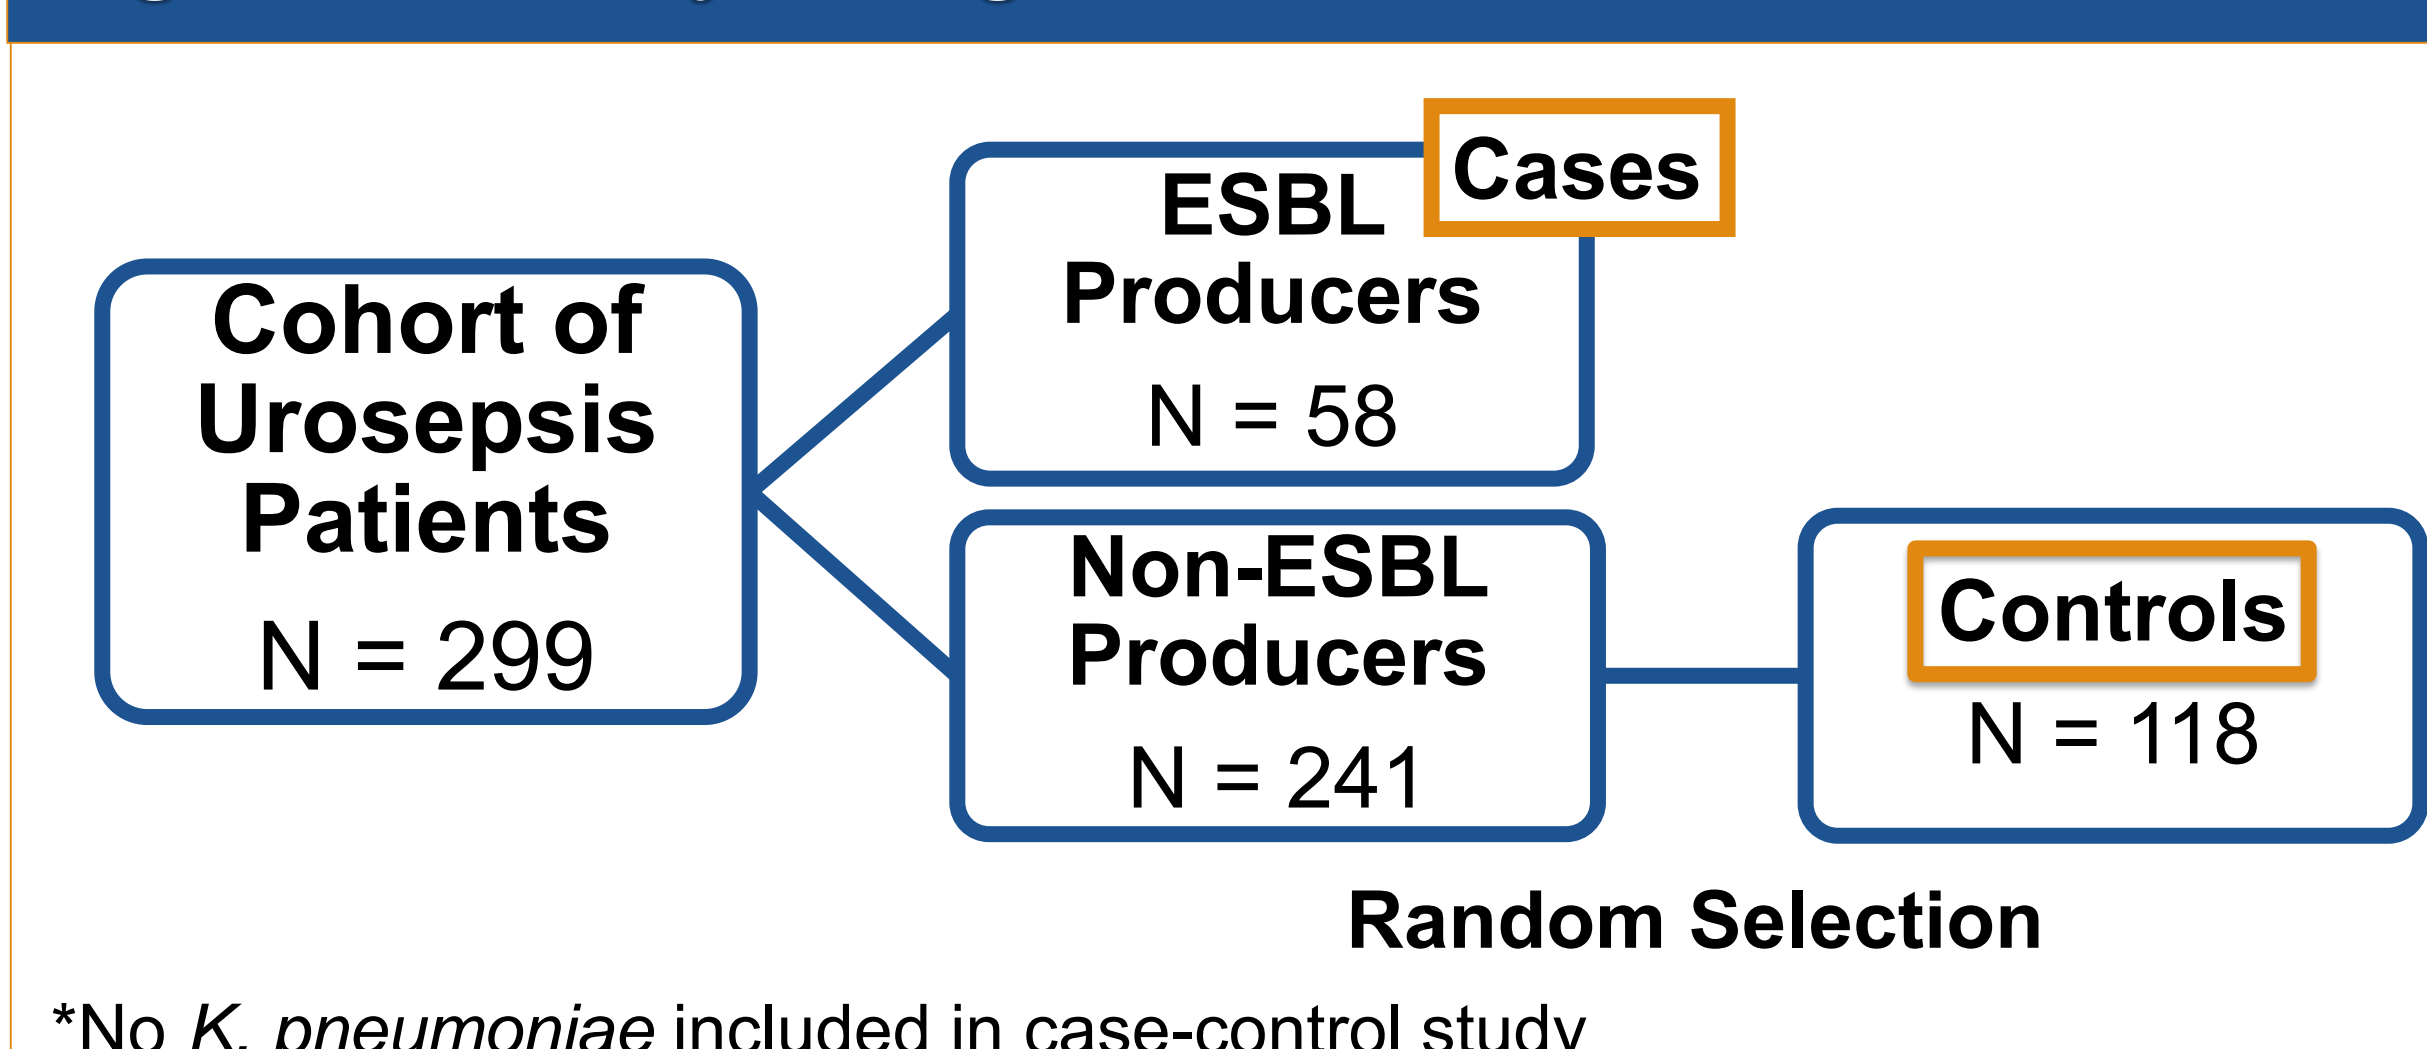 Cohort of
Urosepsis
Patients
N = 299
Cases
ESBL
Producers
N = 58
Non-ESBL
Producers
N = 241
Controls
N = 118
Random Selection
*No K. pneumoniae included in case-control study